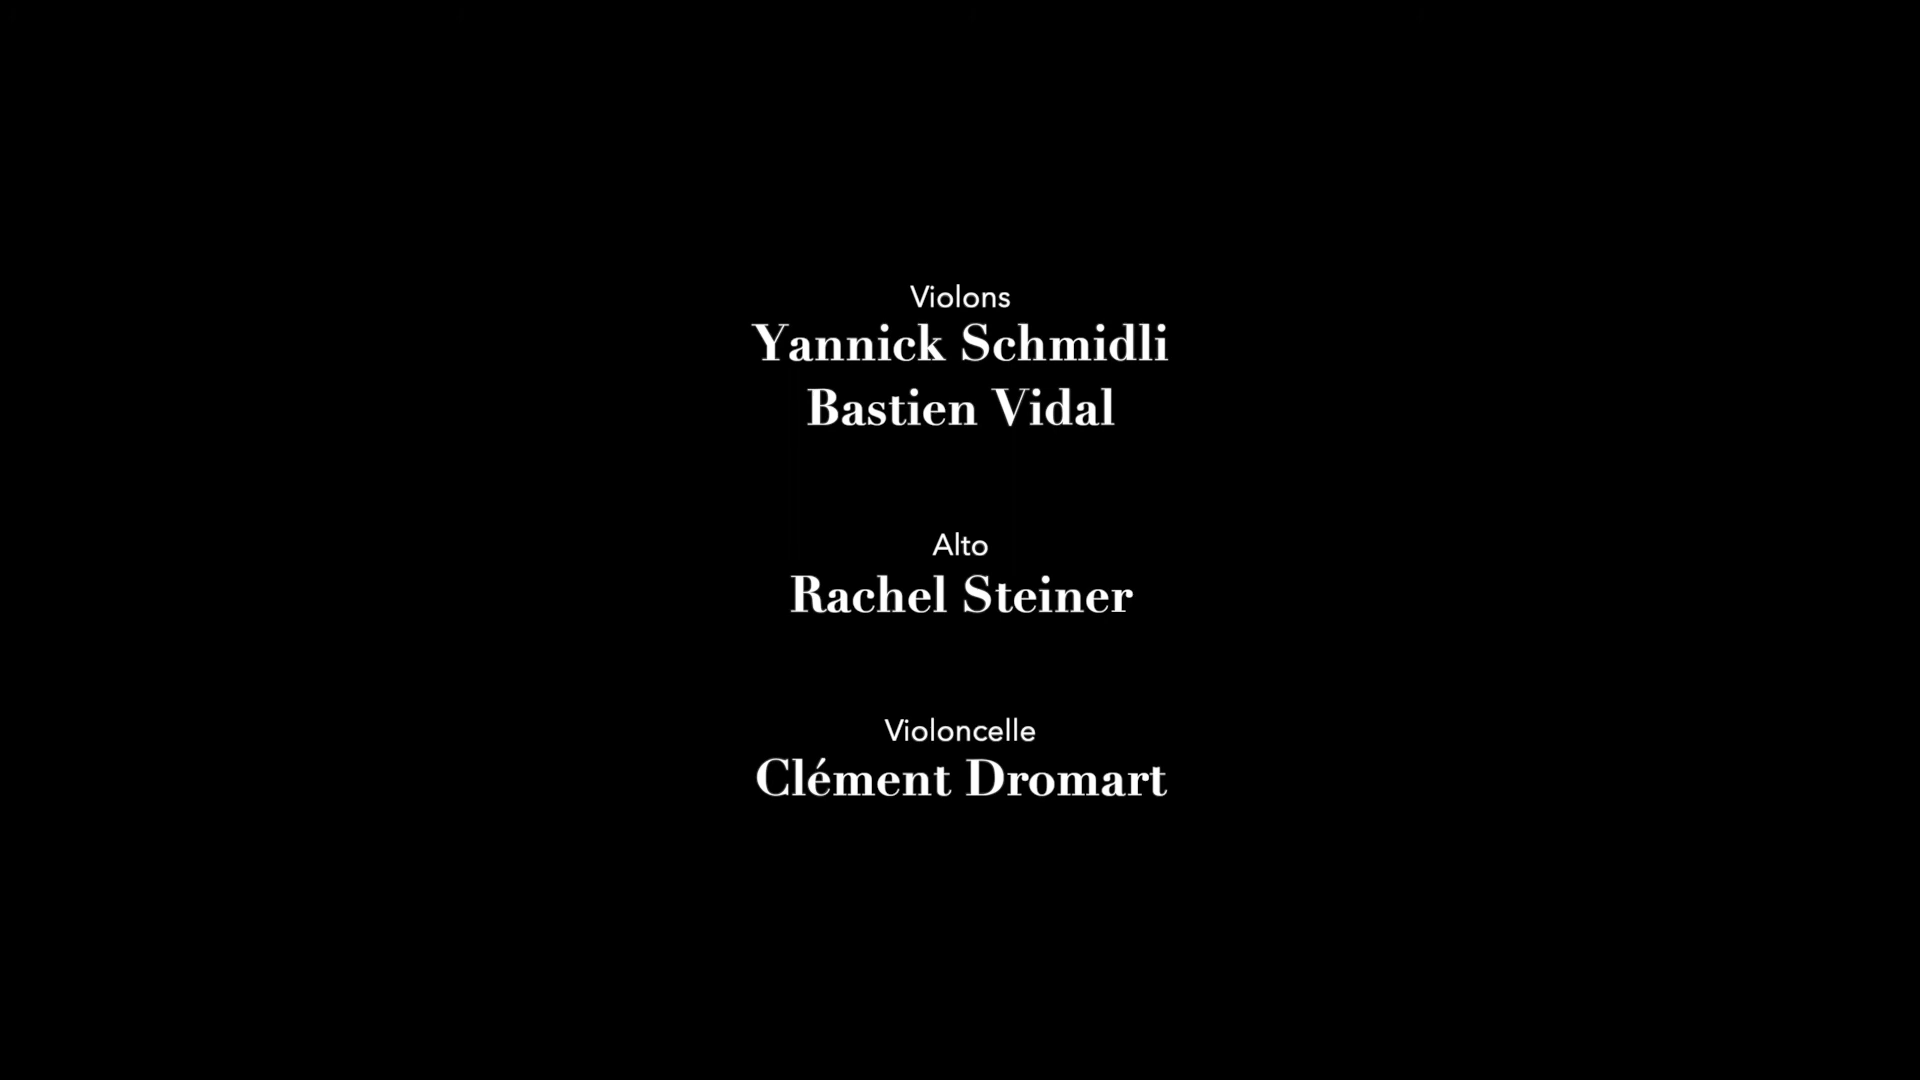 Violons
Yannick Schmidli
Bastien Vidal
Alto
Rachel Steiner
Violoncelle
Clément Dromart